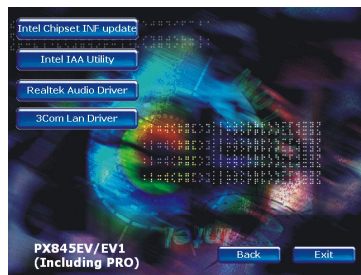 Intel Chipset INF update
Intel IAA Utility
Realtek Audio Driver
3Com Lan Driver
PX845EV/EV1
(Including PRO)
Back
Exit